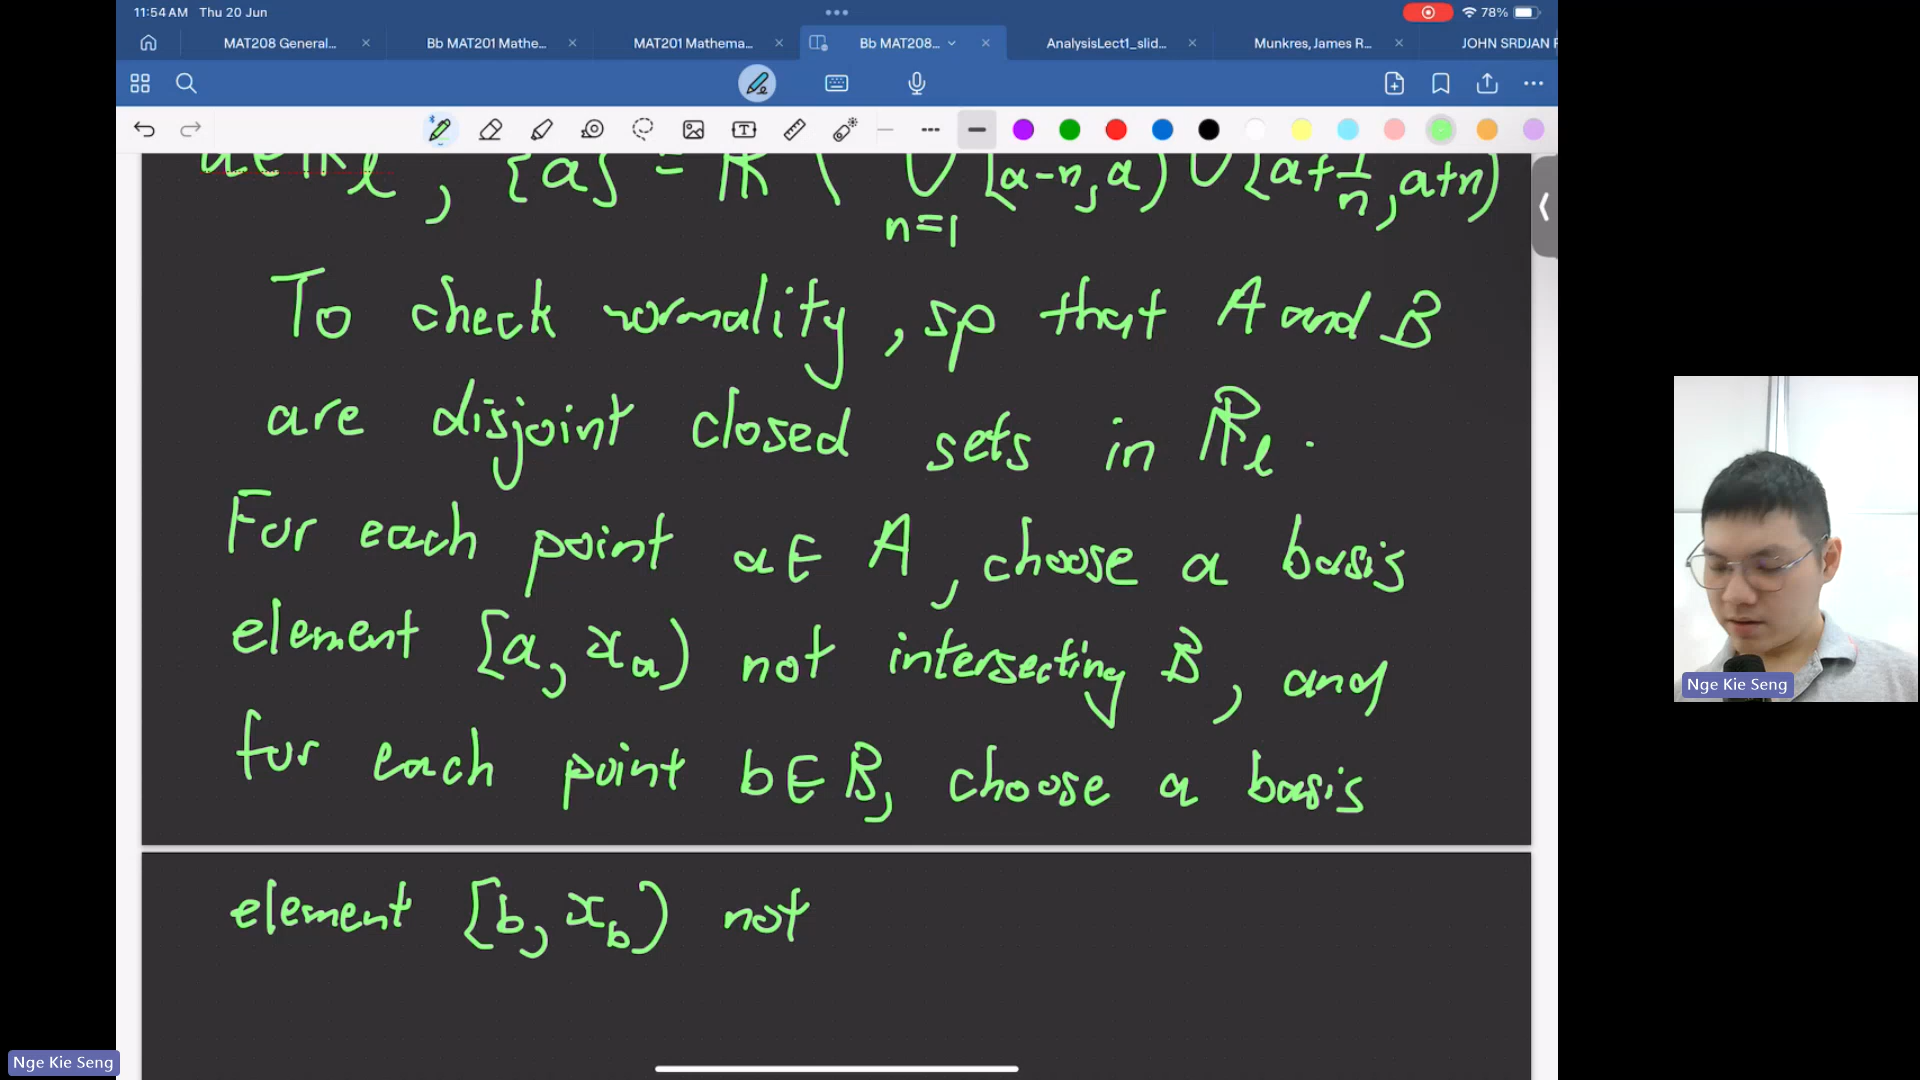 11:54 AM Thu 20 Jun
78%
MAT208 General...
Bb MAT201 Mathe...
MAT201 Mathema...
Bb MAT208...
AnalysisLect1_slid...
Munkres, James R...
JOHN SRDJAN P
a∈ℝℓ, {a} = ℝ \ ⋃ [a-n, a) ∪ [a+1/n, a+n)
n=1
To check normality, sp that A and B
are disjoint closed sets in ℝℓ.
For each point a∈A, choose a basis
element [a, xₐ) not intersecting B, and
for each point b∈B, choose a basis
element [b, x_b) not
Nge Kie Seng
Nge Kie Seng